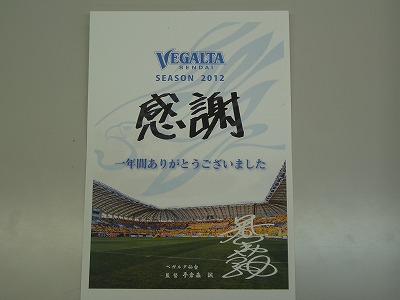 VEGALTA
SENDAI
SEASON 2012
感謝
一年間ありがとうございました
ベガルタ仙台
監督 手倉森 誠